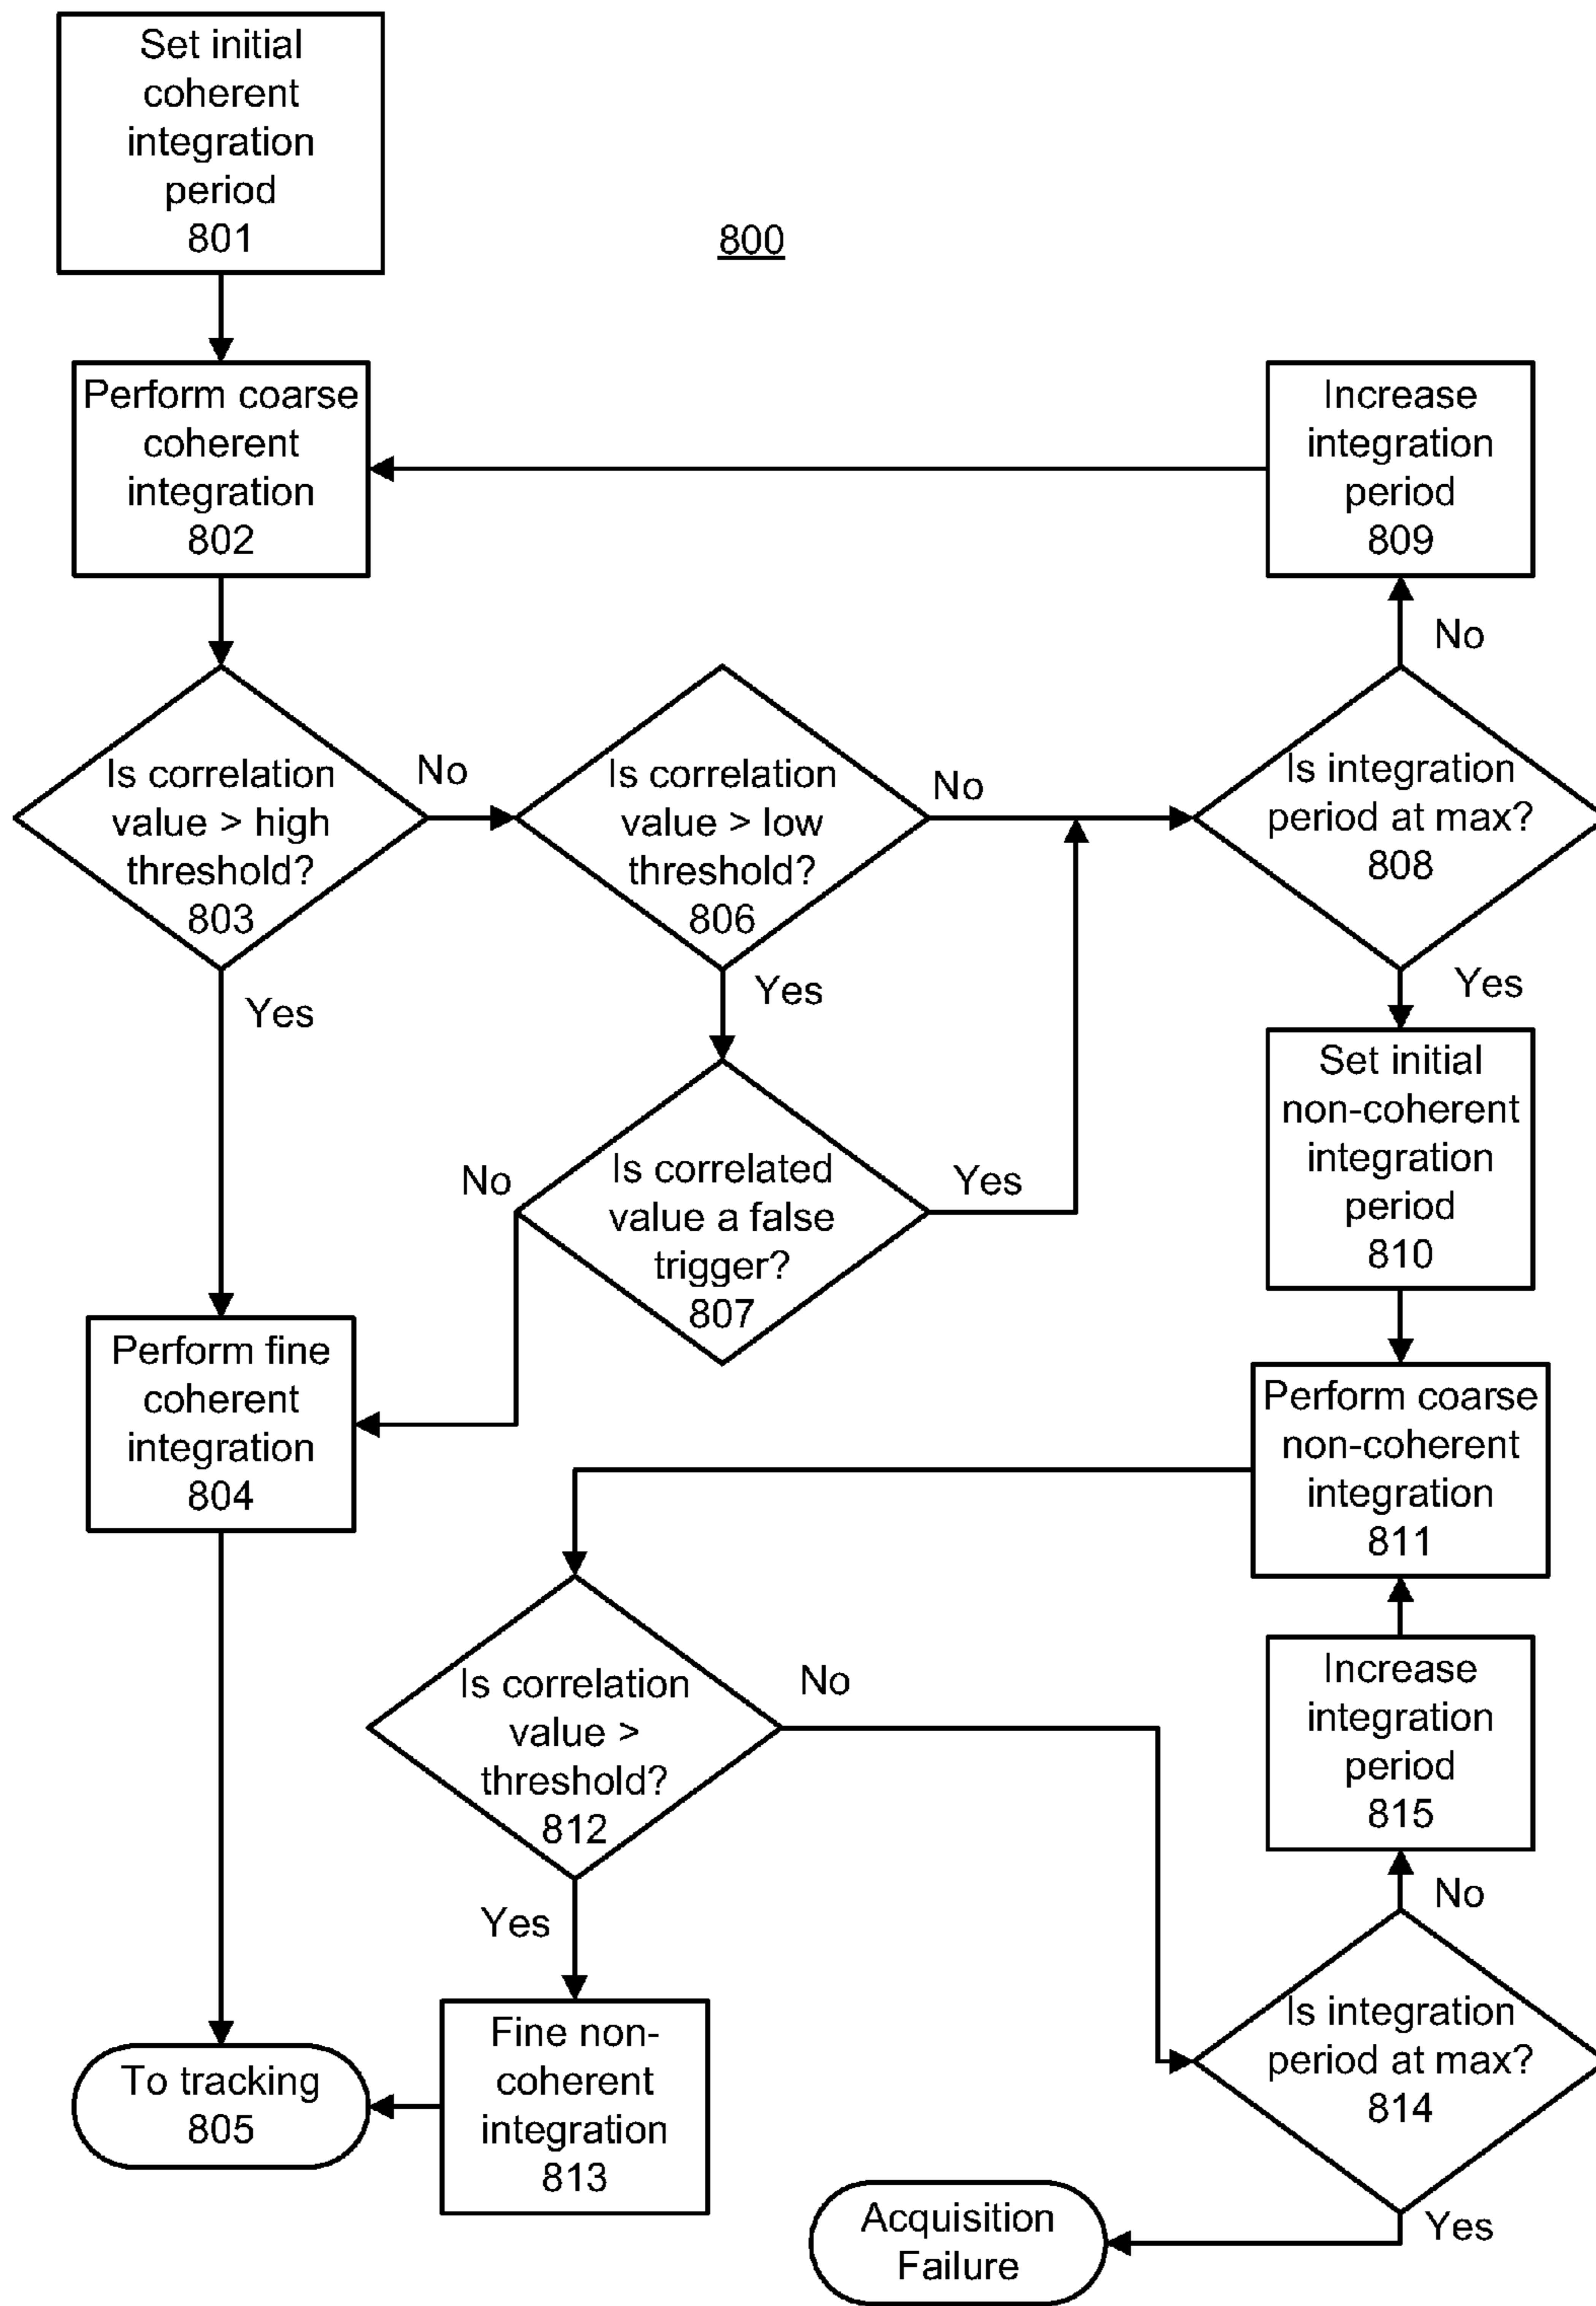 Set initial
coherent
integration
period
801
800
Perform coarse
coherent
integration
802
Increase
integration
period
809
No
Is correlation
value > high
threshold?
803
No
Is correlation
value > low
threshold?
806
No
Is integration
period at max?
808
Yes
Yes
Yes
Set initial
non-coherent
integration
period
810
No
Is correlated
value a false
trigger?
807
Yes
Perform fine
coherent
integration
804
Perform coarse
non-coherent
integration
811
Is correlation
value >
threshold?
812
No
Increase
integration
period
815
Yes
No
Is integration
period at max?
814
To tracking
805
Fine non-
coherent
integration
813
Acquisition
Failure
Yes